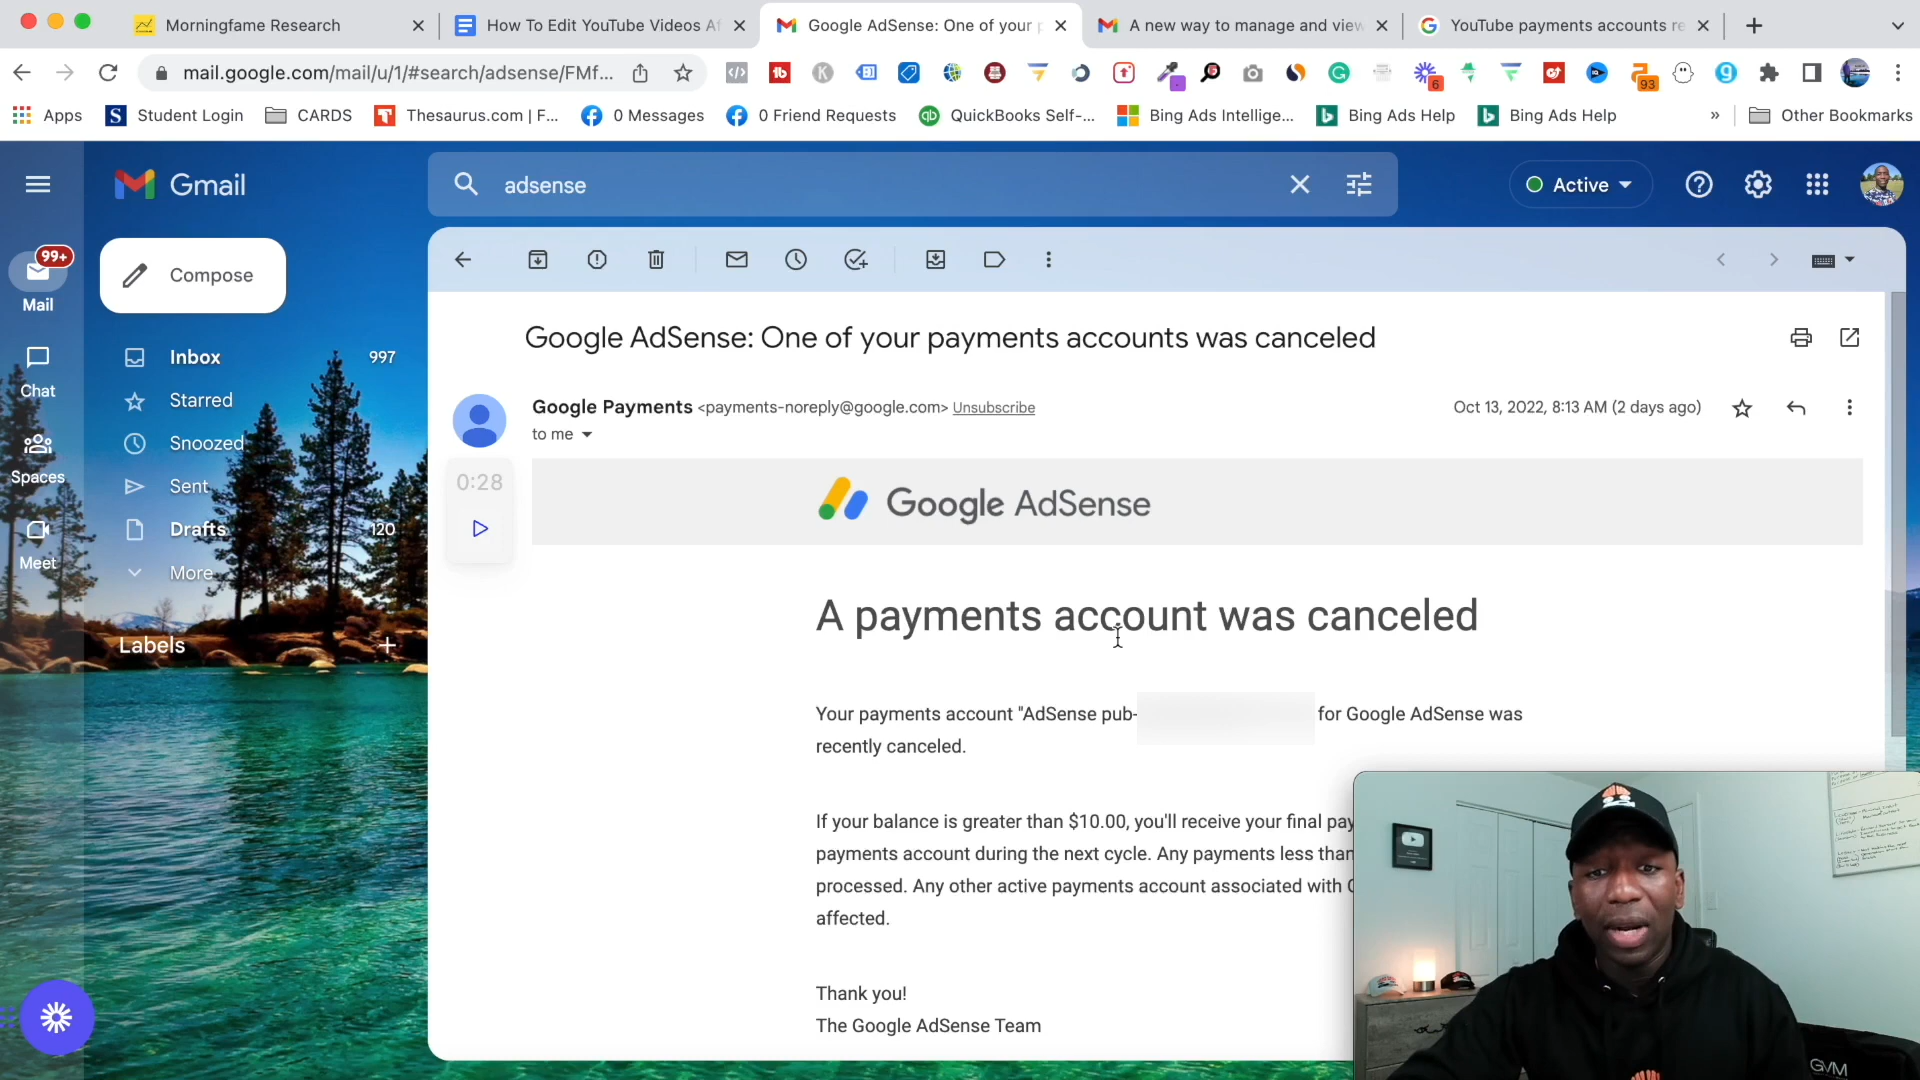 Morningfame Research
How To Edit YouTube Videos Af
Google AdSense: One of your p
A new way to manage and view
YouTube payments accounts re
mail.google.com/mail/u/1/#search/adsense/FMf...
6
93
Apps
Student Login
CARDS
Thesaurus.com | F...
0 Messages
0 Friend Requests
QuickBooks Self-...
Bing Ads Intellige...
Bing Ads Help
Bing Ads Help
»
Other Bookmarks
Gmail
adsense
Active
99+
Mail
Compose
Chat
Spaces
Meet
Inbox 997
Starred
Snoozed
Sent
Drafts 120
More
Labels
Google AdSense: One of your payments accounts was canceled
Google Payments <payments-noreply@google.com> Unsubscribe
Oct 13, 2022, 8:13 AM (2 days ago)
to me
0:28
Google AdSense
A payments account was canceled
Your payments account "AdSense pub- for Google AdSense was
recently canceled.
If your balance is greater than $10.00, you'll receive your final pay
payments account during the next cycle. Any payments less than
processed. Any other active payments account associated with
affected.
Thank you!
The Google AdSense Team
GVM